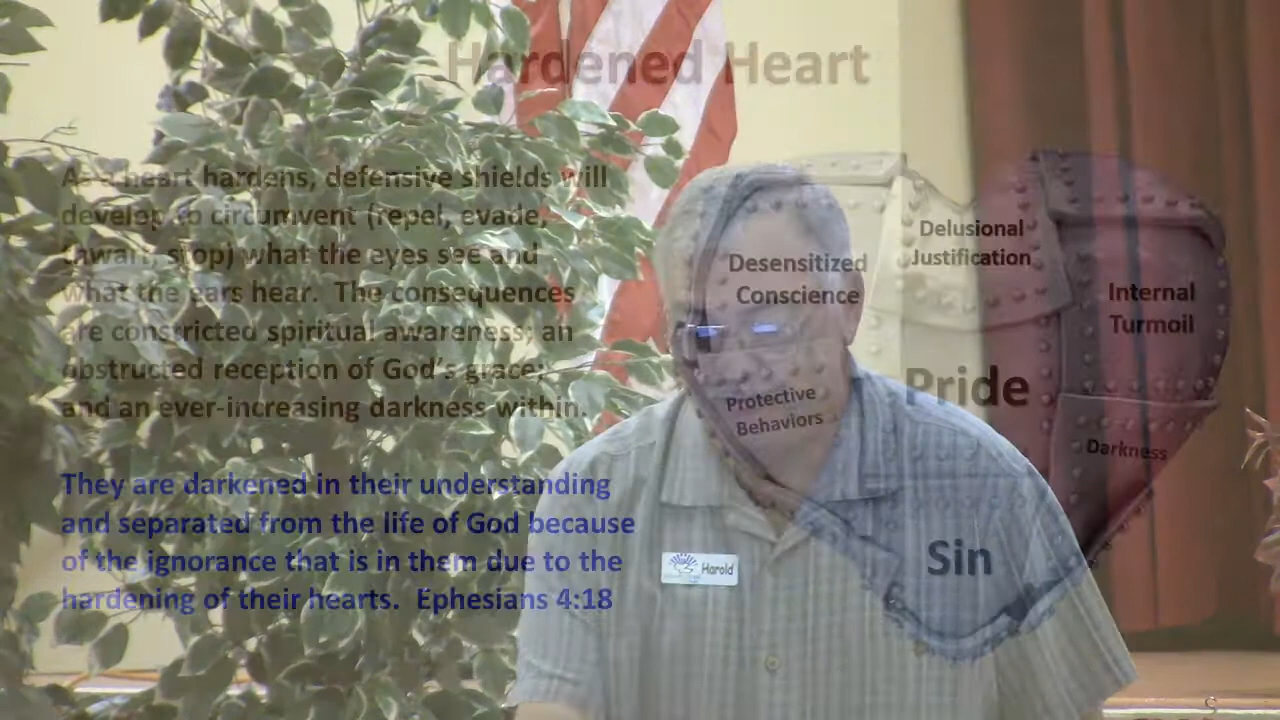 Hardened Heart
As a heart hardens, defensive shields will
develop to circumvent (repel, evade,
thwart, stop) what the eyes see and
what the ears hear.  The consequences
are constricted spiritual awareness; an
obstructed reception of God's grace;
and an ever-increasing darkness within.
They are darkened in their understanding
and separated from the life of God because
of the ignorance that is in them due to the
hardening of their hearts.  Ephesians 4:18
Desensitized
Conscience
Delusional
Justification
Internal
Turmoil
Pride
Protective
Behaviors
Darkness
Sin
Harold
S